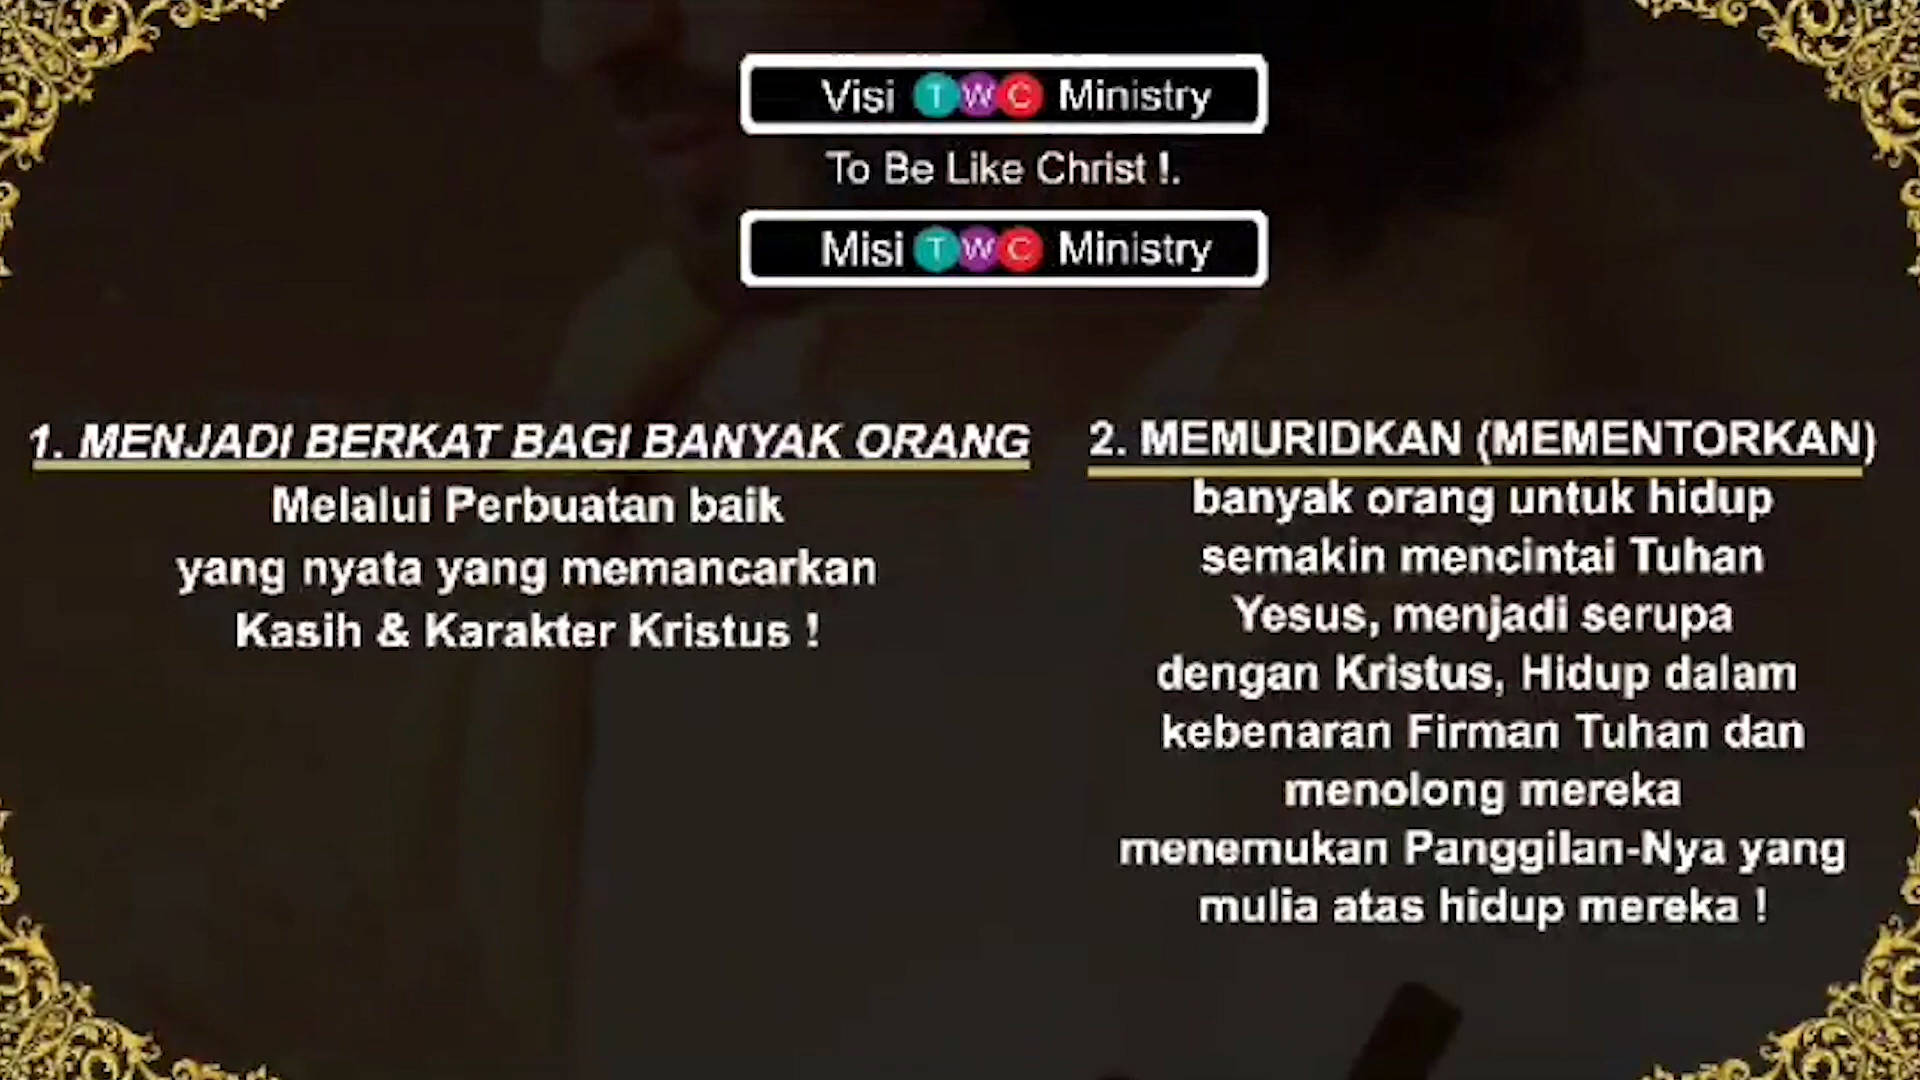 Visi TWC Ministry
To Be Like Christ !.
Misi TWC Ministry
1. MENJADI BERKAT BAGI BANYAK ORANG
Melalui Perbuatan baik
yang nyata yang memancarkan
Kasih & Karakter Kristus !
2. MEMURIDKAN (MEMENTORKAN)
banyak orang untuk hidup
semakin mencintai Tuhan
Yesus, menjadi serupa
dengan Kristus, Hidup dalam
kebenaran Firman Tuhan dan
menolong mereka
menemukan Panggilan-Nya yang
mulia atas hidup mereka !